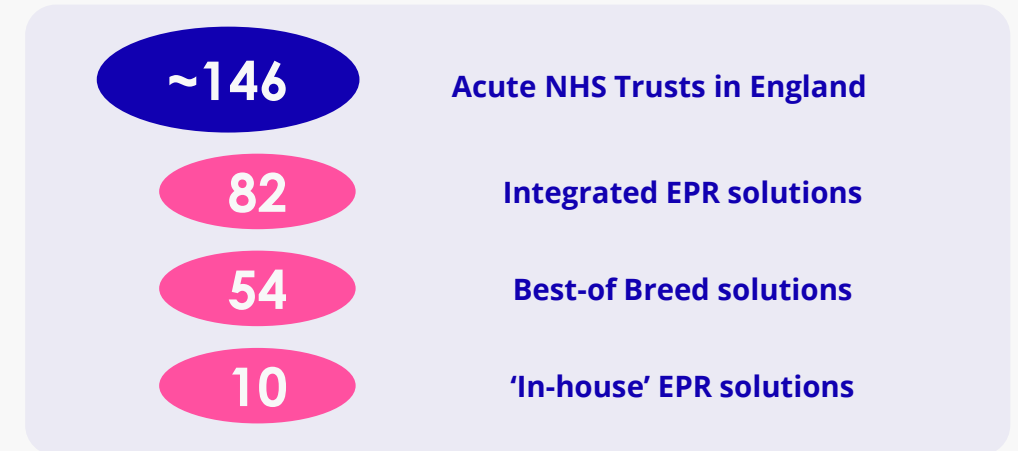 ~146 Acute NHS Trusts in England
82 Integrated EPR solutions
54 Best-of Breed solutions
10 ‘In-house’ EPR solutions